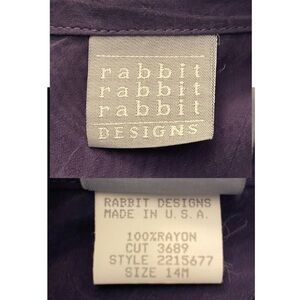 rabbit
rabbit
rabbit
DESIGNS
RABBIT DESIGNS
MADE IN U.S.A.
100%RAYON
CUT 3689
STYLE 2215677
SIZE 14M